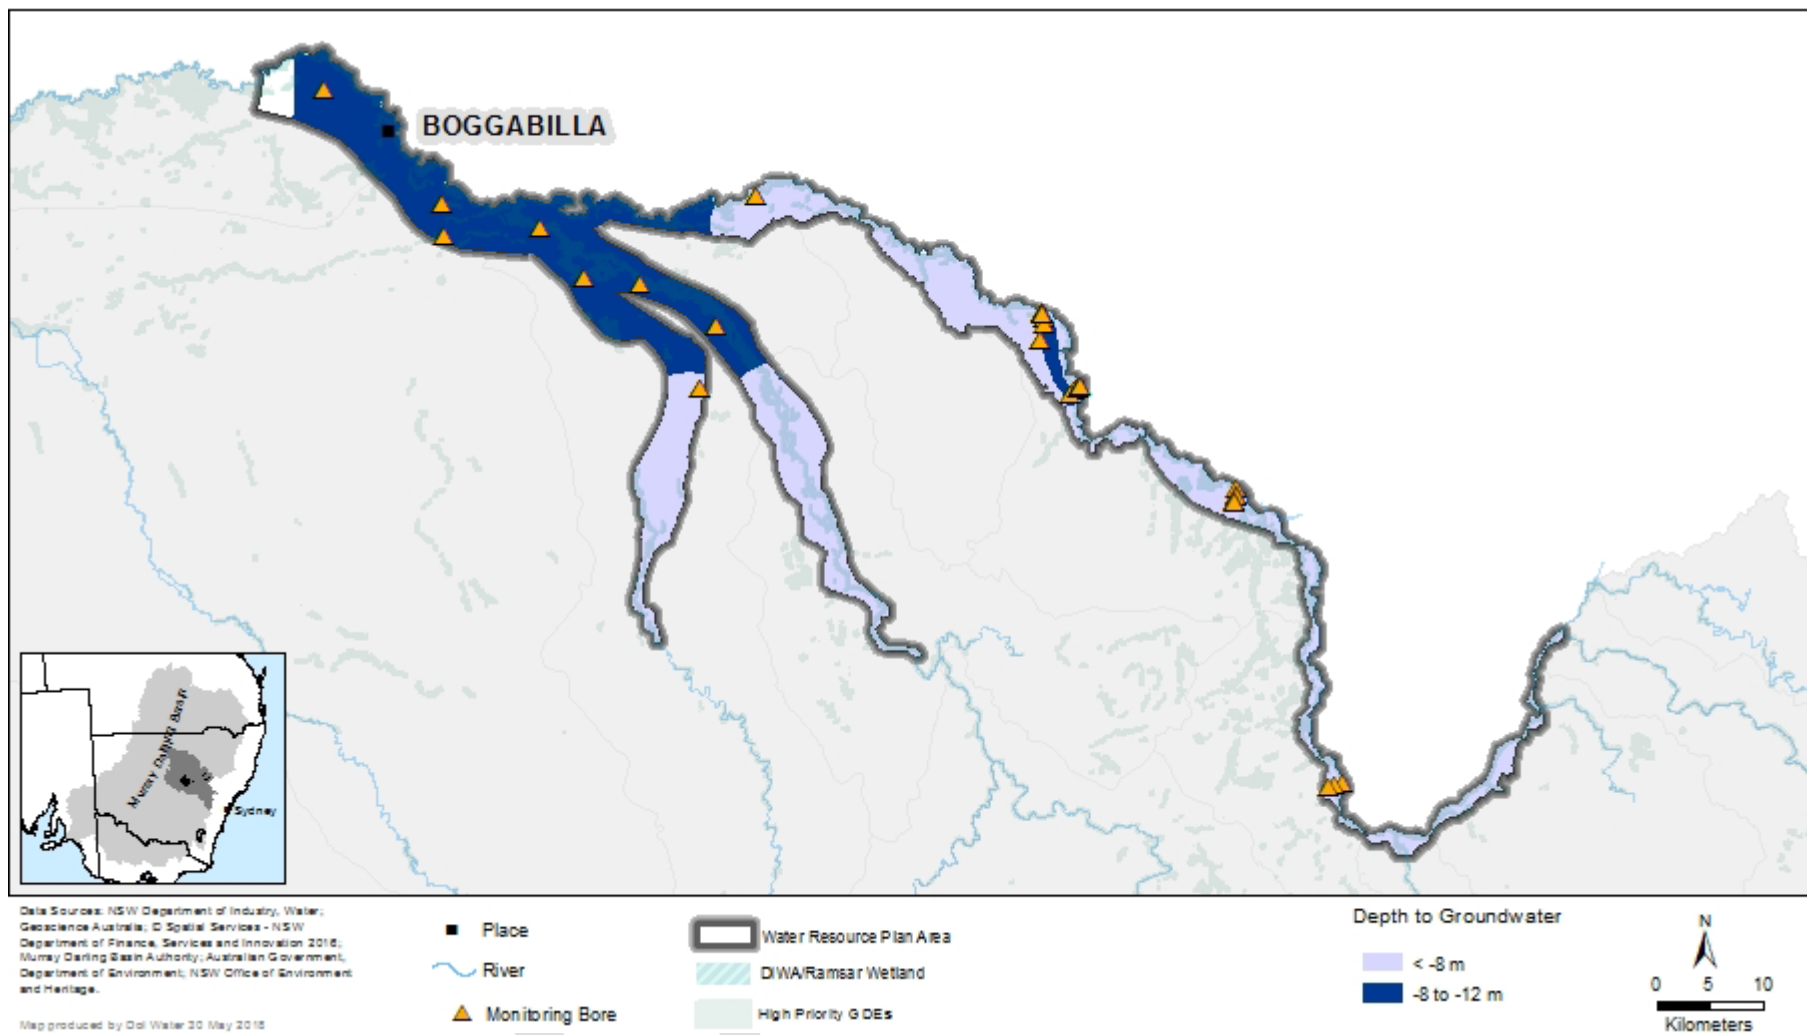 BOGGABILLA
Murray Darling Basin
Sydney
Data Sources: NSW Department of Industry, Water;
Geoscience Australia; © Spatial Services - NSW
Department of Finance, Services and Innovation 2016;
Murray Darling Basin Authority; Australian Government,
Department of Environment; NSW Office of Environment
and Heritage.
Map produced by DoI Water 30 May 2018
Place
River
Monitoring Bore
Water Resource Plan Area
DIWA/Ramsar Wetland
High Priority GDEs
Depth to Groundwater
< -8 m
-8 to -12 m
N
0 5 10
Kilometers